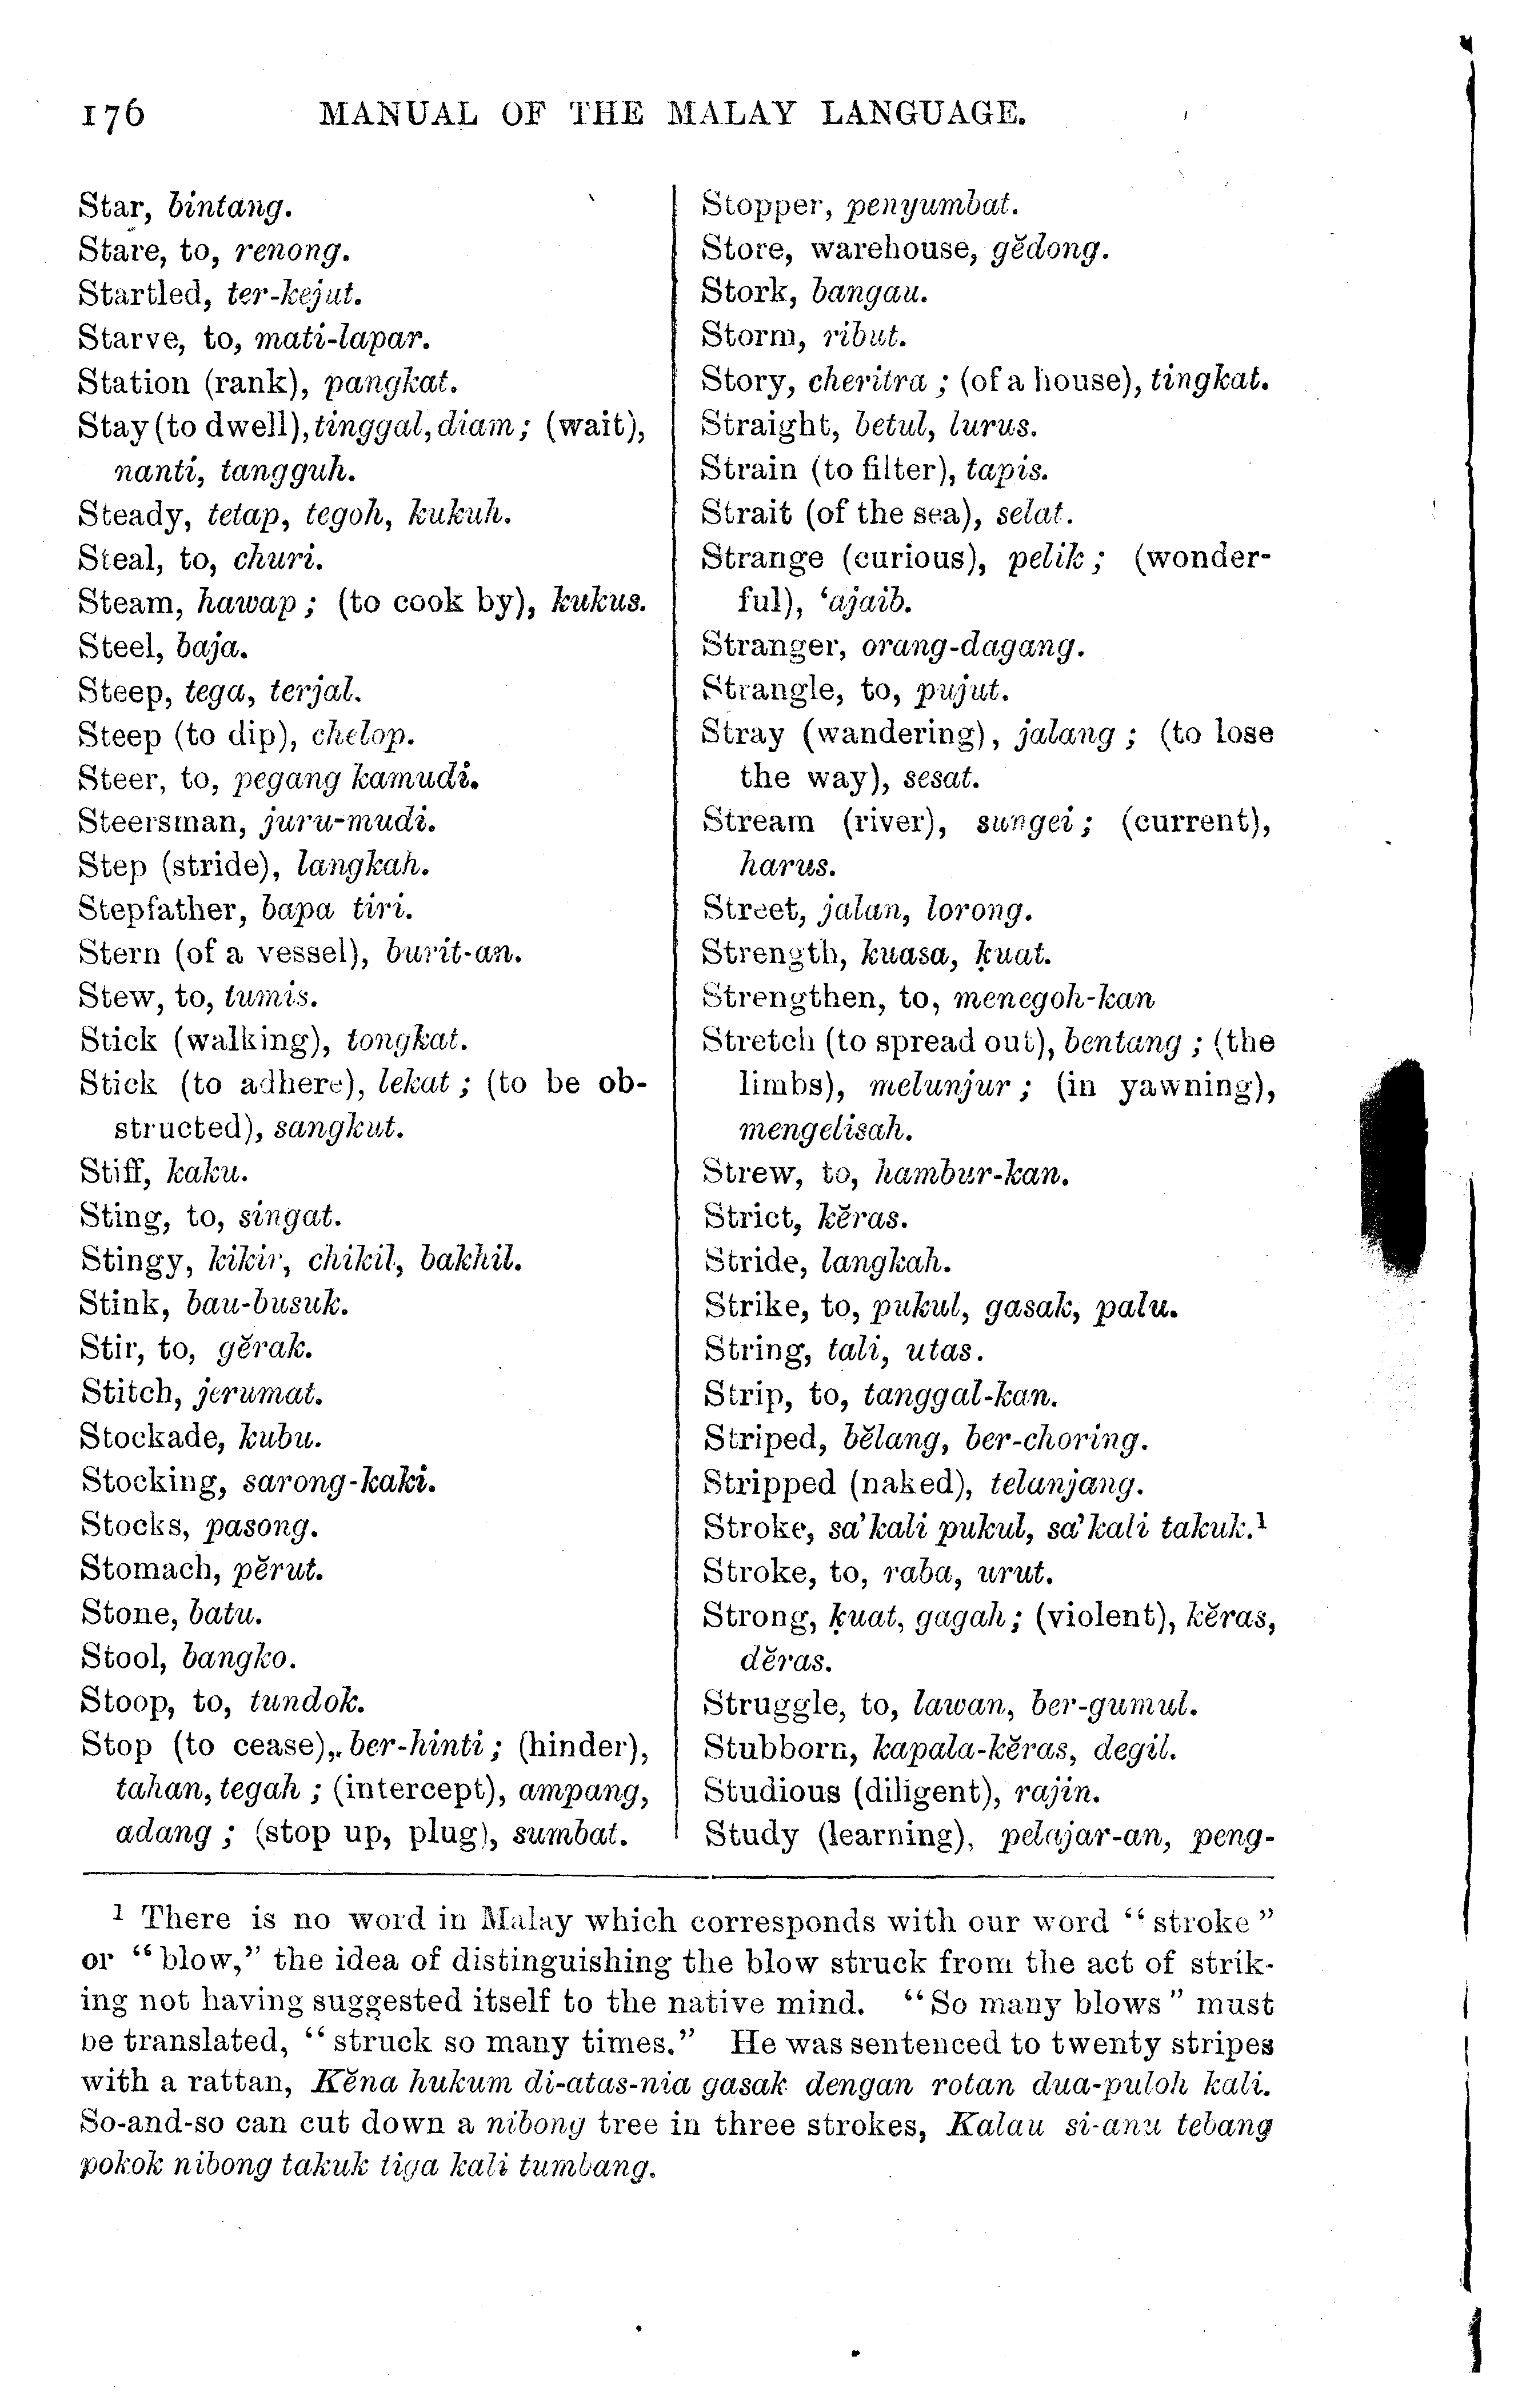 176 MANUAL OF THE MALAY LANGUAGE.
Star, bintang.
Stare, to, renong.
Startled, ter-kejut.
Starve, to, mati-lapar.
Station (rank), pangkat.
Stay (to dwell), tinggal, diam; (wait),
nanti, tangguh.
Steady, tetap, tegoh, kukuh.
Steal, to, churi.
Steam, hawap; (to cook by), kukus.
Steel, baja.
Steep, tega, terjal.
Steep (to dip), chelop.
Steer, to, pegang kamudi.
Steersman, juru-mudi.
Step (stride), langkah.
Stepfather, bapa tiri.
Stern (of a vessel), burit-an.
Stew, to, tumis.
Stick (walking), tongkat.
Stick (to adhere), lekat; (to be ob-
structed), sangkut.
Stiff, kaku.
Sting, to, singat.
Stingy, kikir, chikil, bakhil.
Stink, bau-busuk.
Stir, to, gĕrak.
Stitch, jerumat.
Stockade, kubu.
Stocking, sarong-kaki.
Stocks, pasong.
Stomach, pĕrut.
Stone, batu.
Stool, bangko.
Stoop, to, tundok.
Stop (to cease), ber-hinti; (hinder),
tahan, tegah; (intercept), ampang,
adang; (stop up, plug), sumbat.
Stopper, penyumbat.
Store, warehouse, gĕdong.
Stork, bangau.
Storm, ribut.
Story, cheritra; (of a house), tingkat.
Straight, betul, lurus.
Strain (to filter), tapis.
Strait (of the sea), selat.
Strange (curious), pelik; (wonder-
ful), ‘ajaib.
Stranger, orang-dagang.
Strangle, to, pujut.
Stray (wandering), jalang; (to lose
the way), sesat.
Stream (river), sungei; (current),
harus.
Street, jalan, lorong.
Strength, kuasa, ḳuat.
Strengthen, to, menegoh-kan
Stretch (to spread out), bentang; (the
limbs), melunjur; (in yawning),
mengelisah.
Strew, to, hambur-kan.
Strict, kĕras.
Stride, langkah.
Strike, to, pukul, gasak, palu.
String, tali, utas.
Strip, to, tanggal-kan.
Striped, bĕlang, ber-choring.
Stripped (naked), telanjang.
Stroke, sa’kali pukul, sa’kali takuk.¹
Stroke, to, raba, urut.
Strong, ḳuat, gagah; (violent), kĕras,
dĕras.
Struggle, to, lawan, ber-gumul.
Stubborn, kapala-kĕras, degil.
Studious (diligent), rajin.
Study (learning), pelajar-an, peng-
¹ There is no word in Malay which corresponds with our word “stroke”
or “blow,” the idea of distinguishing the blow struck from the act of strik-
ing not having suggested itself to the native mind. “So many blows” must
be translated, “struck so many times.” He was sentenced to twenty stripes
with a rattan, Kĕna hukum di-atas-nia gasak dengan rotan dua-puloh kali.
So-and-so can cut down a nibong tree in three strokes, Kalau si-anu tebang
pokok nibong takuk tiga kali tumbang.